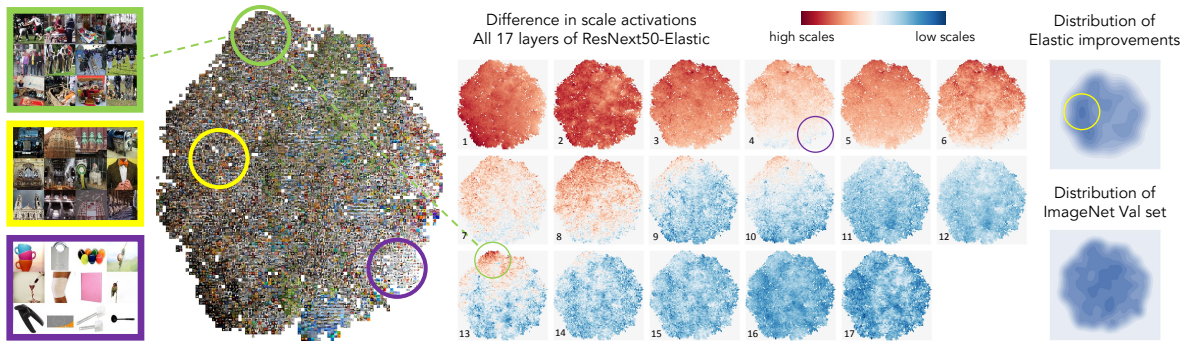 Difference in scale activations
All 17 layers of ResNext50-Elastic
high scales
low scales
Distribution of
Elastic improvements
1
2
3
4
5
6
7
8
9
10
11
12
Distribution of
ImageNet Val set
13
14
15
16
17